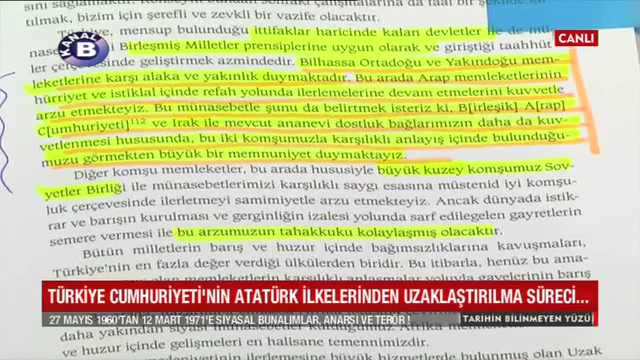 tulmak, bizim için şerefli ve zevkli bir vazife olacaktır.
Türkiye, mensup bulunduğu ittifaklar haricinde kalan devletler ile de
Birleşmiş Milletler prensiplerine uygun olarak ve giriştiği taahhüt-
çerçevesinde geliştirmek azmindedir. Bilhassa Ortadoğu ve Yakındoğu mem-
leketlerine karşı alaka ve yakınlık duymaktadır. Bu arada Arap memleketlerinin
hürriyet ve istiklal içinde refah yolunda ilerlemelerine devam etmelerini kuvvetle
arzu etmekteyiz. Bu münasebetle şunu da belirtmek isteriz ki, B[irleşik] A[rap]
C[umhuriyeti]112 ve Irak ile mevcut ananevi dostluk bağlarımızın daha da kuv-
vetlenmesi hususunda, bu iki komşumuzla karşılıklı anlayış içinde bulunduğu-
muzu görmekten büyük bir memnuniyet duymaktayız.
Diğer komşu memleketler, bu arada hususiyle büyük kuzey komşumuz Sov-
yetler Birliği ile münasebetlerimizi karşılıklı saygı esasına müstenid iyi komşu-
luk çerçevesinde ilerletmeyi samimiyetle arzu etmekteyiz. Ancak dünyada istik-
rar ve barışın kurulması ve gerginliğin izalesi yolunda sarf edilegelen gayretlerin
semere vermesi ile bu arzumuzun tahakkuku kolaylaşmış olacaktır.
Bütün milletlerin barış ve huzur içinde bağımsızlıklarına kavuşmaları,
Türkiye'nin en fazla değer verdiği ülkülerden biridir. Bu itibarla, henüz bu ama-
KANAL B
CANLI
TÜRKİYE CUMHURİYETİ'NİN ATATÜRK İLKELERİNDEN UZAKLAŞTIRILMA SÜRECİ...
27 MAYIS 1960'TAN 12 MART 1971'E SİYASAL BUNALIMLAR, ANARŞİ VE TERÖR I
TARİHİN BİLİNMEYEN YÜZÜ
ve huzur içinde gelişmeleri en halisane temennimizdir.